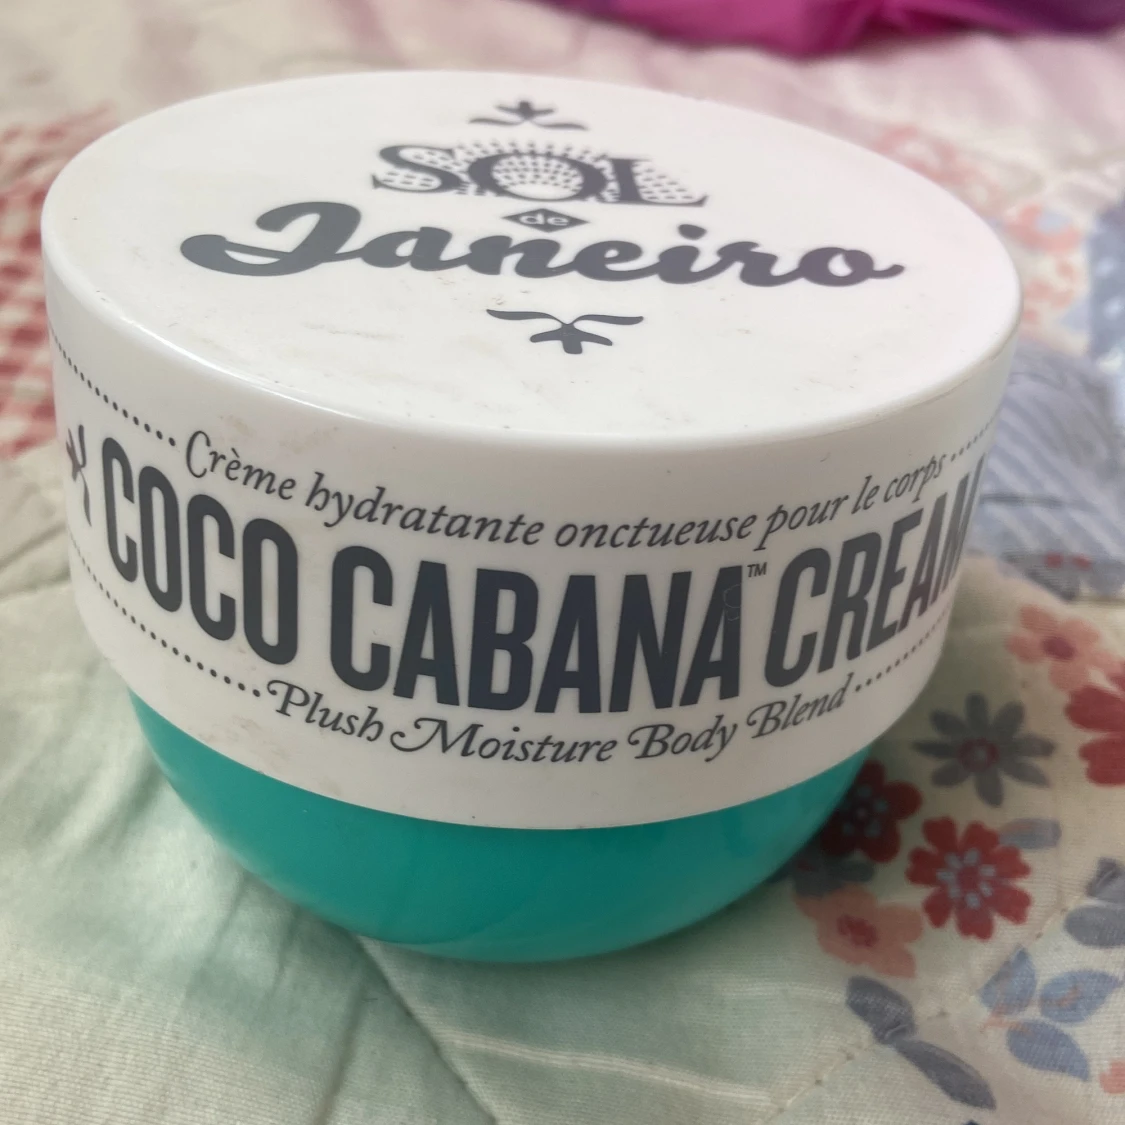 SOL
de
Janeiro
Crème hydratante onctueuse pour le corps
COCO CABANA™ CREAM
Plush Moisture Body Blend